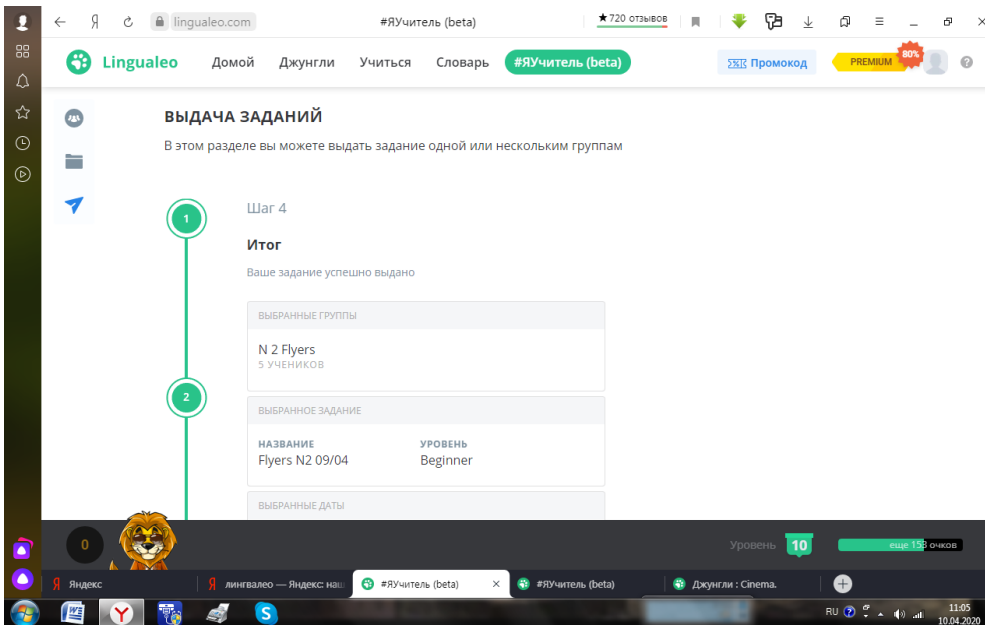 lingualeo.com
#ЯУчитель (beta)
★720 отзывов
Lingualeo
Домой
Джунгли
Учиться
Словарь
#ЯУчитель (beta)
Промокод
PREMIUM
80%
ВЫДАЧА ЗАДАНИЙ
В этом разделе вы можете выдать задание одной или нескольким группам
1
Шаг 4
Итог
Ваше задание успешно выдано
ВЫБРАННЫЕ ГРУППЫ
N 2 Flyers
5 УЧЕНИКОВ
2
ВЫБРАННОЕ ЗАДАНИЕ
НАЗВАНИЕ УРОВЕНЬ
Flyers N2 09/04 Beginner
ВЫБРАННЫЕ ДАТЫ
0
Уровень 10
еще 153 очков
Яндекс
лингвалео — Яндекс: наш
#ЯУчитель (beta)
#ЯУчитель (beta)
Джунгли : Cinema.
RU
11:05
10.04.2020